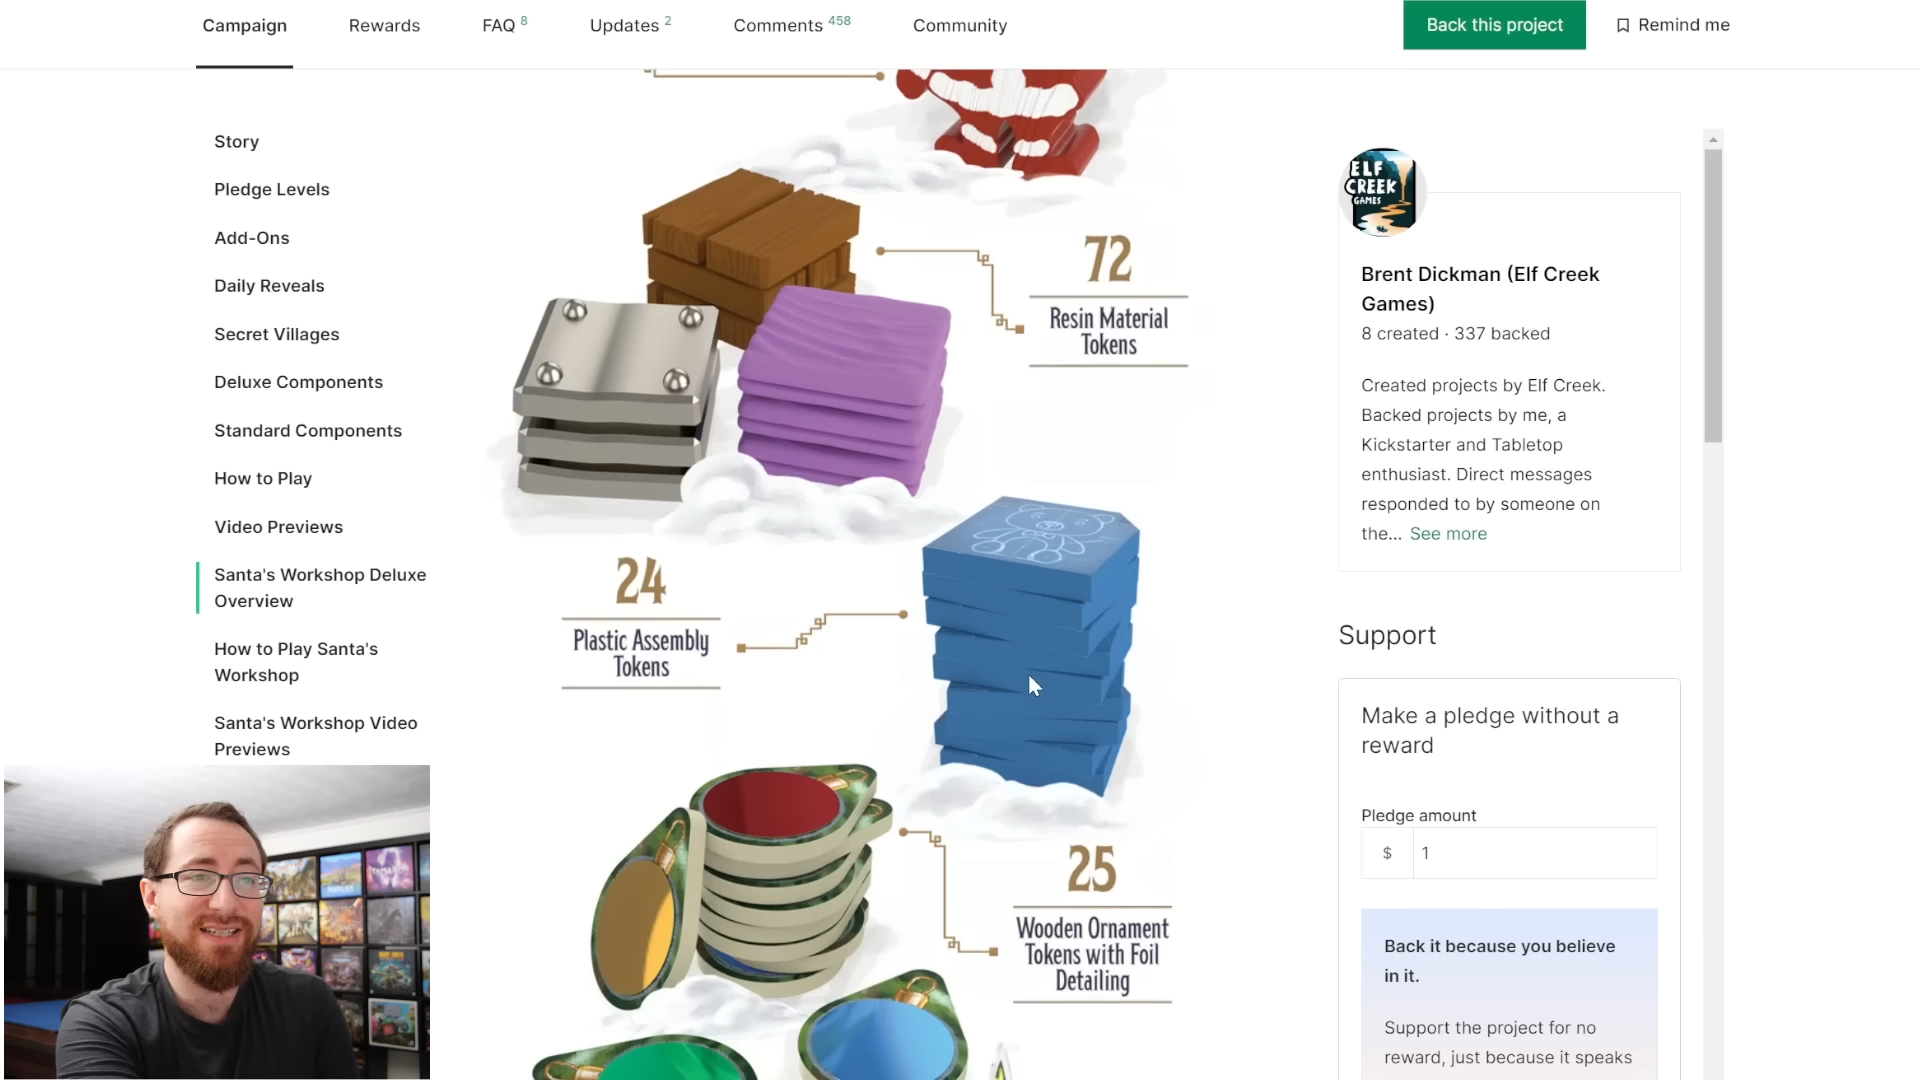 Campaign
Rewards
FAQ 8
Updates 2
Comments 458
Community
Back this project
Remind me
Story
Pledge Levels
Add-Ons
Daily Reveals
Secret Villages
Deluxe Components
Standard Components
How to Play
Video Previews
Santa's Workshop Deluxe
Overview
How to Play Santa's
Workshop
Santa's Workshop Video
Previews
72
Resin Material
Tokens
24
Plastic Assembly
Tokens
25
Wooden Ornament
Tokens with Foil
Detailing
ELF
CREEK
GAMES
Brent Dickman (Elf Creek
Games)
8 created · 337 backed
Created projects by Elf Creek.
Backed projects by me, a
Kickstarter and Tabletop
enthusiast. Direct messages
responded to by someone on
the... See more
Support
Make a pledge without a
reward
Pledge amount
$ 1
Back it because you believe
in it.
Support the project for no
reward, just because it speaks